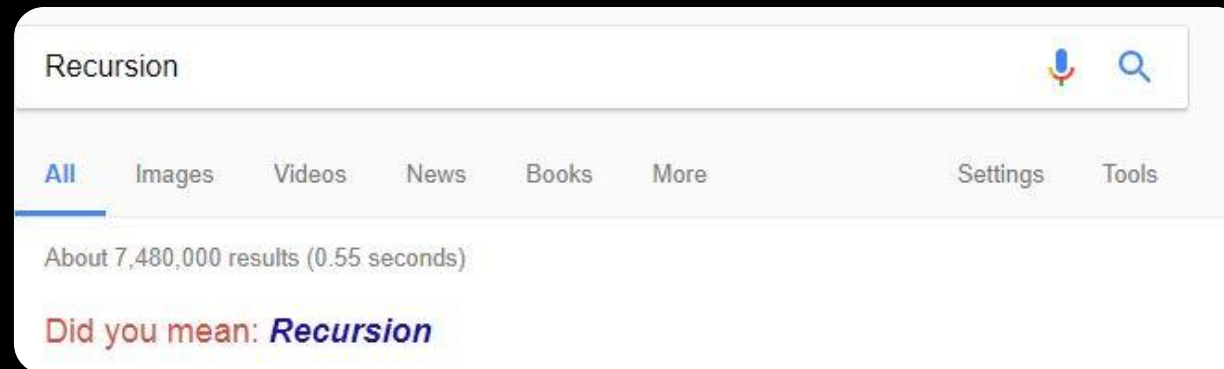 Recursion
All Images Videos News Books More Settings Tools
About 7,480,000 results (0.55 seconds)
Did you mean: Recursion